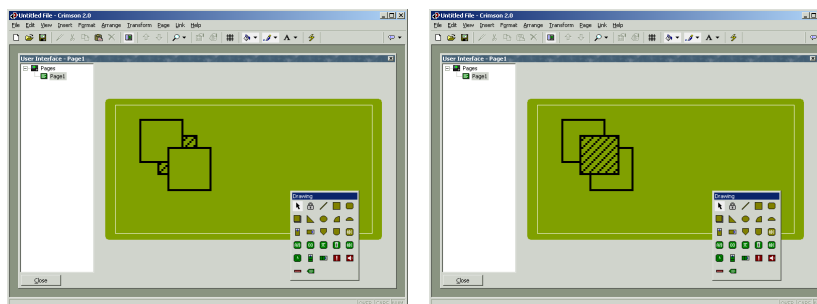 Untitled File - Crimson 2.0
File Edit View Insert Format Arrange Transform Page Link Help
User Interface - Page1
Pages
Page1
Drawing
Close
Untitled File - Crimson 2.0
File Edit View Insert Format Arrange Transform Page Link Help
User Interface - Page1
Pages
Page1
Drawing
Close